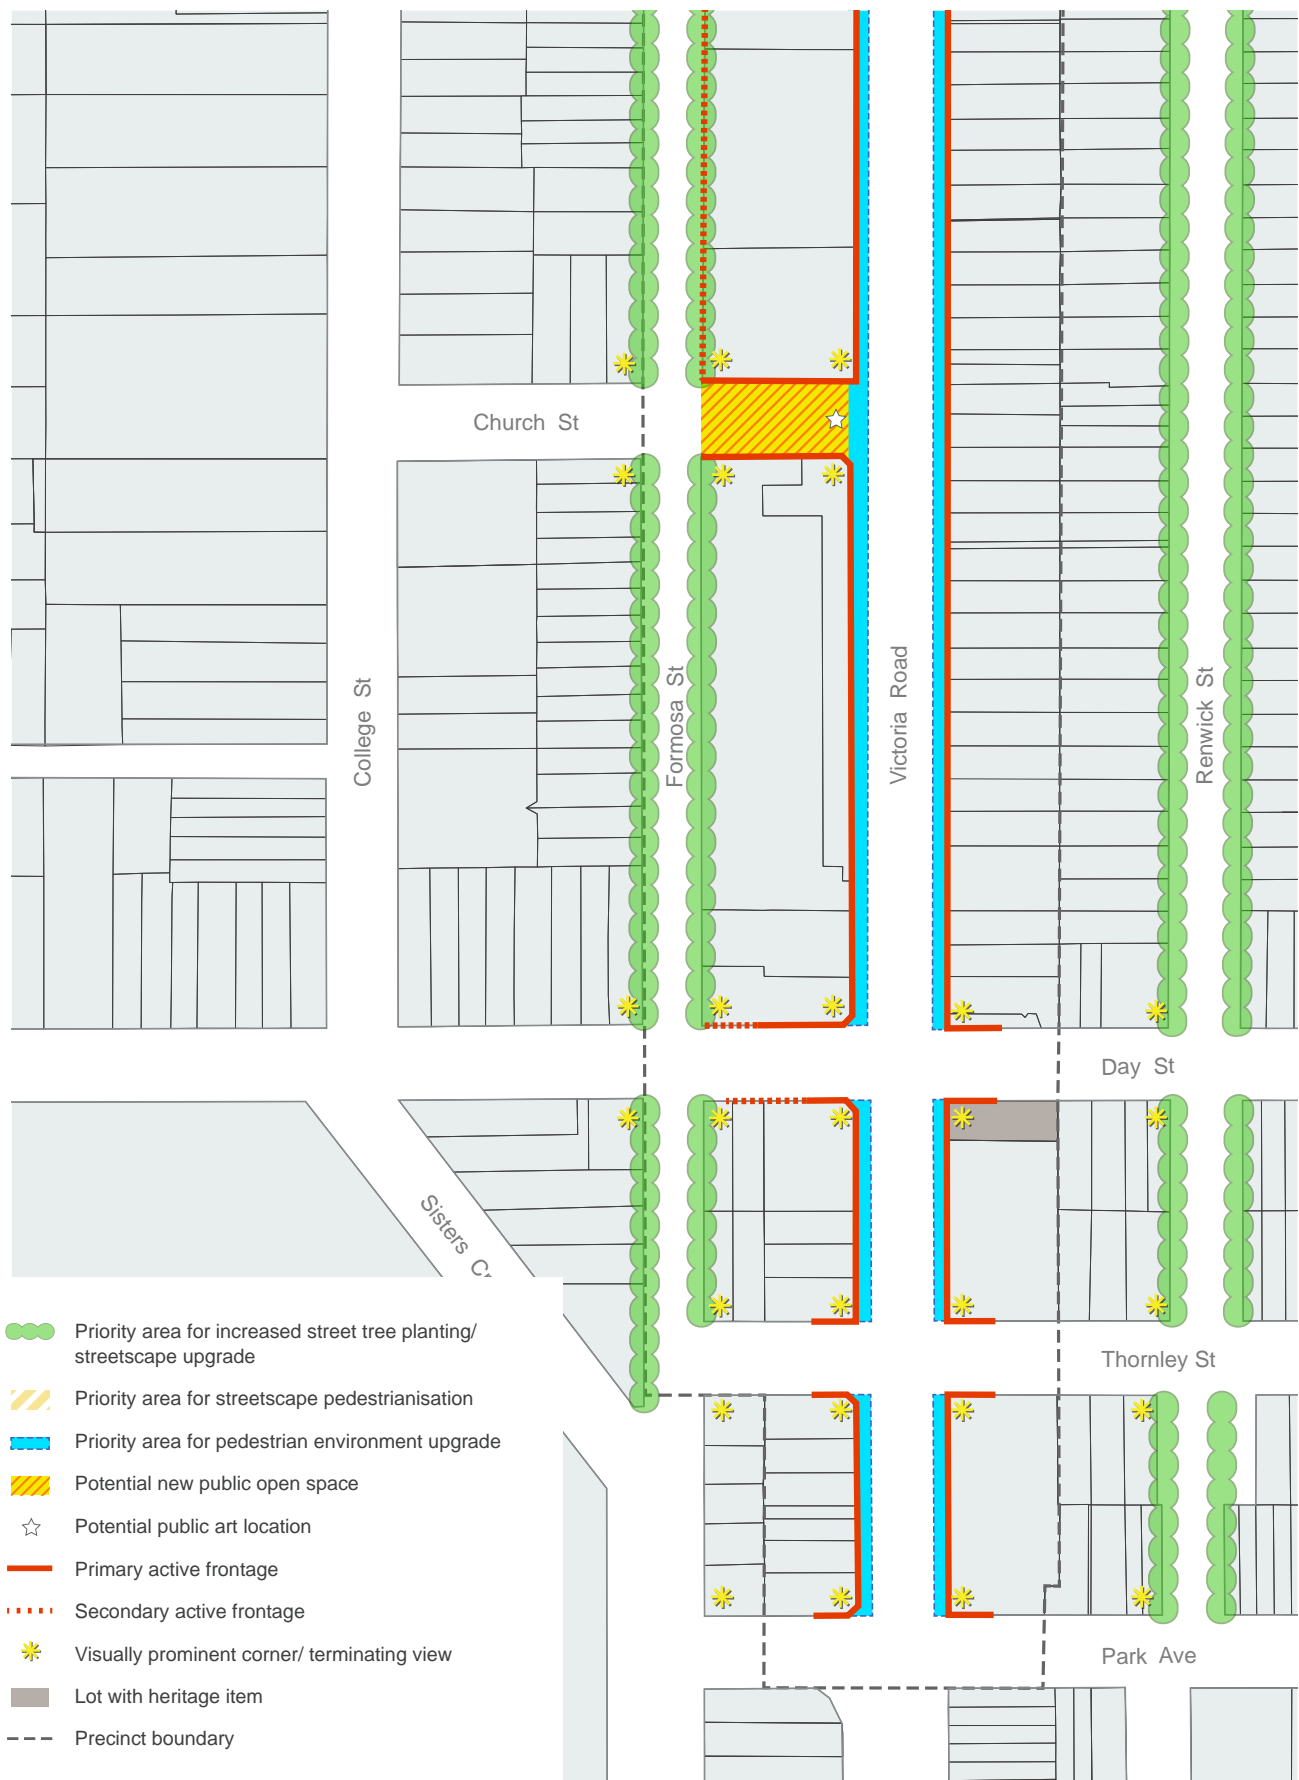 Church St
College St
Formosa St
Victoria Road
Renwick St
Day St
Sisters
Thornley St
Park Ave
Priority area for increased street tree planting/
streetscape upgrade
Priority area for streetscape pedestrianisation
Priority area for pedestrian environment upgrade
Potential new public open space
Potential public art location
Primary active frontage
Secondary active frontage
Visually prominent corner/ terminating view
Lot with heritage item
Precinct boundary